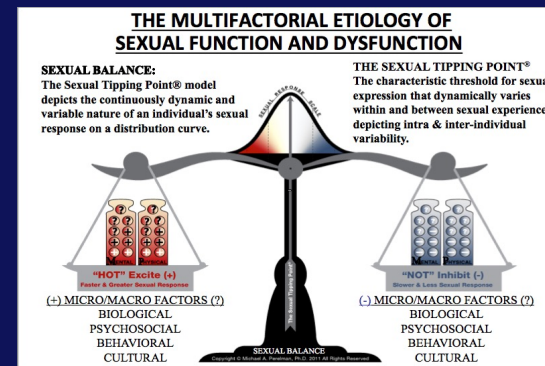 THE MULTIFACTORIAL ETIOLOGY OF
SEXUAL FUNCTION AND DYSFUNCTION
SEXUAL BALANCE:
The Sexual Tipping Point® model
depicts the continuously dynamic and
variable nature of an individual's sexual
response on a distribution curve.
THE SEXUAL TIPPING POINT®
The characteristic threshold for sexua
expression that dynamically varies
within and between sexual experience
depicting intra & inter-individual
variability.
SEXUAL RESPONSE SCALE
The Sexual Tipping Point
MENTAL PHYSICAL
"HOT" Excite (+)
Faster & Greater Sexual Response
(+) MICRO/MACRO FACTORS (?)
BIOLOGICAL
PSYCHOSOCIAL
BEHAVIORAL
CULTURAL
MENTAL PHYSICAL
"NOT" Inhibit (-)
Slower & Less Sexual Response
(-) MICRO/MACRO FACTORS (?)
BIOLOGICAL
PSYCHOSOCIAL
BEHAVIORAL
CULTURAL
SEXUAL BALANCE
Copyright © Michael A. Perelman, Ph.D. 2011 All Rights Reserved